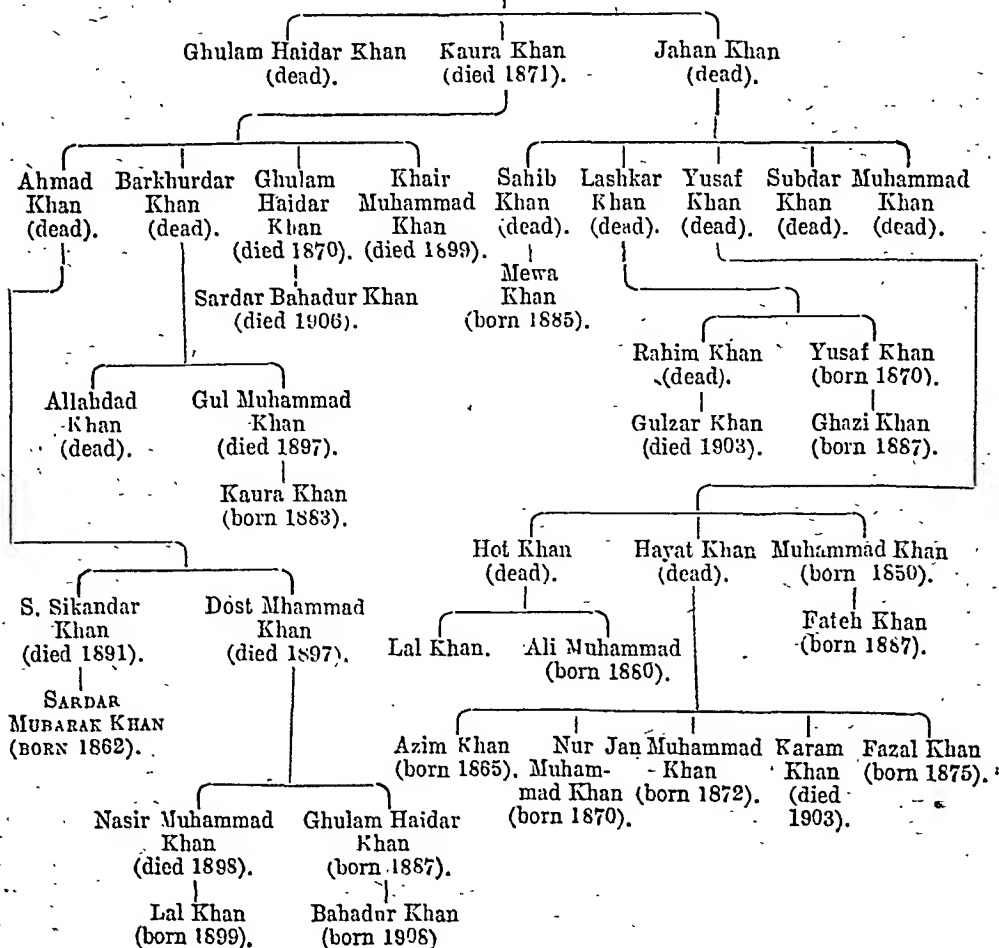 Ghulam Haidar Khan Kaura Khan Jahan Khan
(dead). (died 1871). (dead).
Ahmad Barkhurdar Ghulam Khair Sahib Lashkar Yusaf Subdar Muhammad
Khan Khan Haidar Muhammad Khan Khan Khan Khan Khan
(dead). (dead). Khan Khan (dead). (dead). (dead). (dead). (dead).
(died 1870). (died 1899).
Mewa
Khan
(born 1885).
Sardar Bahadur Khan
(died 1906).
Rahim Khan Yusaf Khan
(dead). (born 1870).
Allahdad Gul Muhammad
Khan Khan
(dead). (died 1897).
Gulzar Khan Ghazi Khan
(died 1903). (born 1887).
Kaura Khan
(born 1883).
Hot Khan Hayat Khan Muhammad Khan
(dead). (dead). (born 1850).
S. Sikandar Dost Mhammad
Khan Khan
(died 1891). (died 1897).
Lal Khan. Ali Muhammad
(born 1880).
Fateh Khan
(born 1887).
SARDAR
MUBARAK KHAN
(BORN 1862).
Azim Khan Nur Jan Muhammad Karam Fazal Khan
(born 1865). Muham- Khan Khan (born 1875).
mad Khan (born 1872). (died
(born 1870). 1903).
Nasir Muhammad Ghulam Haidar
Khan Khan
(died 1898). (born 1887).
Lal Khan Bahadur Khan
(born 1899). (born 1908)